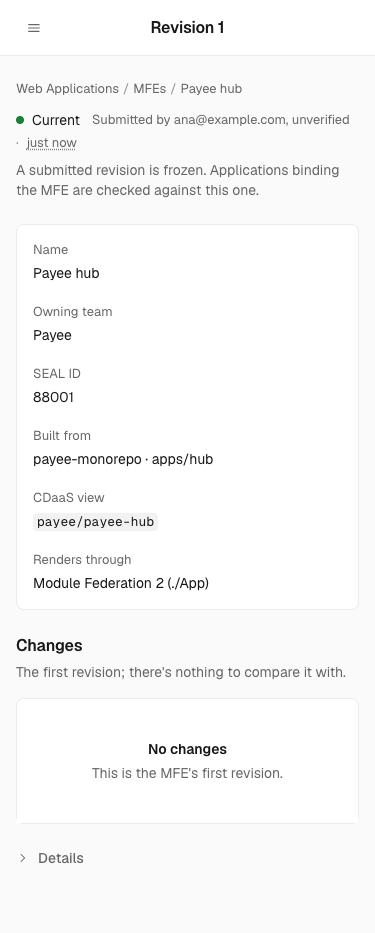 Revision 1
Web Applications / MFEs / Payee hub
Current Submitted by ana@example.com, unverified
· just now
A submitted revision is frozen. Applications binding
the MFE are checked against this one.
Name
Payee hub
Owning team
Payee
SEAL ID
88001
Built from
payee-monorepo · apps/hub
CDaaS view
payee/payee-hub
Renders through
Module Federation 2 (./App)
Changes
The first revision; there's nothing to compare it with.
No changes
This is the MFE's first revision.
Details